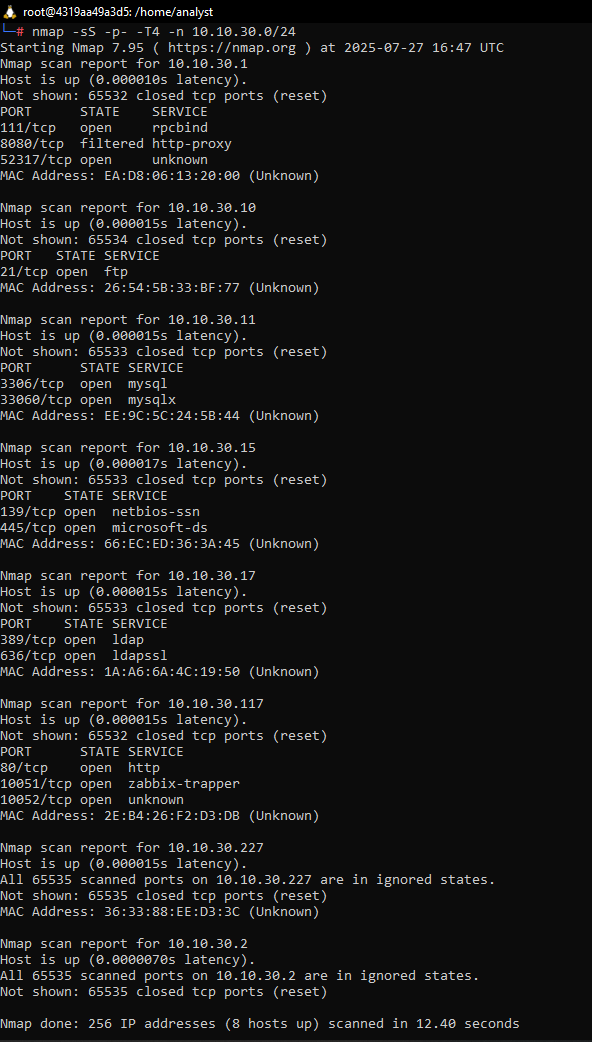 root@4319aa49a3d5: /home/analyst
└─# nmap -sS -p- -T4 -n 10.10.30.0/24
Starting Nmap 7.95 ( https://nmap.org ) at 2025-07-27 16:47 UTC
Nmap scan report for 10.10.30.1
Host is up (0.000010s latency).
Not shown: 65532 closed tcp ports (reset)
PORT      STATE    SERVICE
111/tcp   open     rpcbind
8080/tcp  filtered http-proxy
52317/tcp open     unknown
MAC Address: EA:D8:06:13:20:00 (Unknown)

Nmap scan report for 10.10.30.10
Host is up (0.000015s latency).
Not shown: 65534 closed tcp ports (reset)
PORT   STATE SERVICE
21/tcp open  ftp
MAC Address: 26:54:5B:33:BF:77 (Unknown)

Nmap scan report for 10.10.30.11
Host is up (0.000015s latency).
Not shown: 65533 closed tcp ports (reset)
PORT      STATE SERVICE
3306/tcp  open  mysql
33060/tcp open  mysqlx
MAC Address: EE:9C:5C:24:5B:44 (Unknown)

Nmap scan report for 10.10.30.15
Host is up (0.000017s latency).
Not shown: 65533 closed tcp ports (reset)
PORT    STATE SERVICE
139/tcp open  netbios-ssn
445/tcp open  microsoft-ds
MAC Address: 66:EC:ED:36:3A:45 (Unknown)

Nmap scan report for 10.10.30.17
Host is up (0.000015s latency).
Not shown: 65533 closed tcp ports (reset)
PORT    STATE SERVICE
389/tcp open  ldap
636/tcp open  ldapssl
MAC Address: 1A:A6:6A:4C:19:50 (Unknown)

Nmap scan report for 10.10.30.117
Host is up (0.000015s latency).
Not shown: 65532 closed tcp ports (reset)
PORT      STATE SERVICE
80/tcp    open  http
10051/tcp open  zabbix-trapper
10052/tcp open  unknown
MAC Address: 2E:B4:26:F2:D3:DB (Unknown)

Nmap scan report for 10.10.30.227
Host is up (0.000015s latency).
All 65535 scanned ports on 10.10.30.227 are in ignored states.
Not shown: 65535 closed tcp ports (reset)
MAC Address: 36:33:88:EE:D3:3C (Unknown)

Nmap scan report for 10.10.30.2
Host is up (0.0000070s latency).
All 65535 scanned ports on 10.10.30.2 are in ignored states.
Not shown: 65535 closed tcp ports (reset)

Nmap done: 256 IP addresses (8 hosts up) scanned in 12.40 seconds